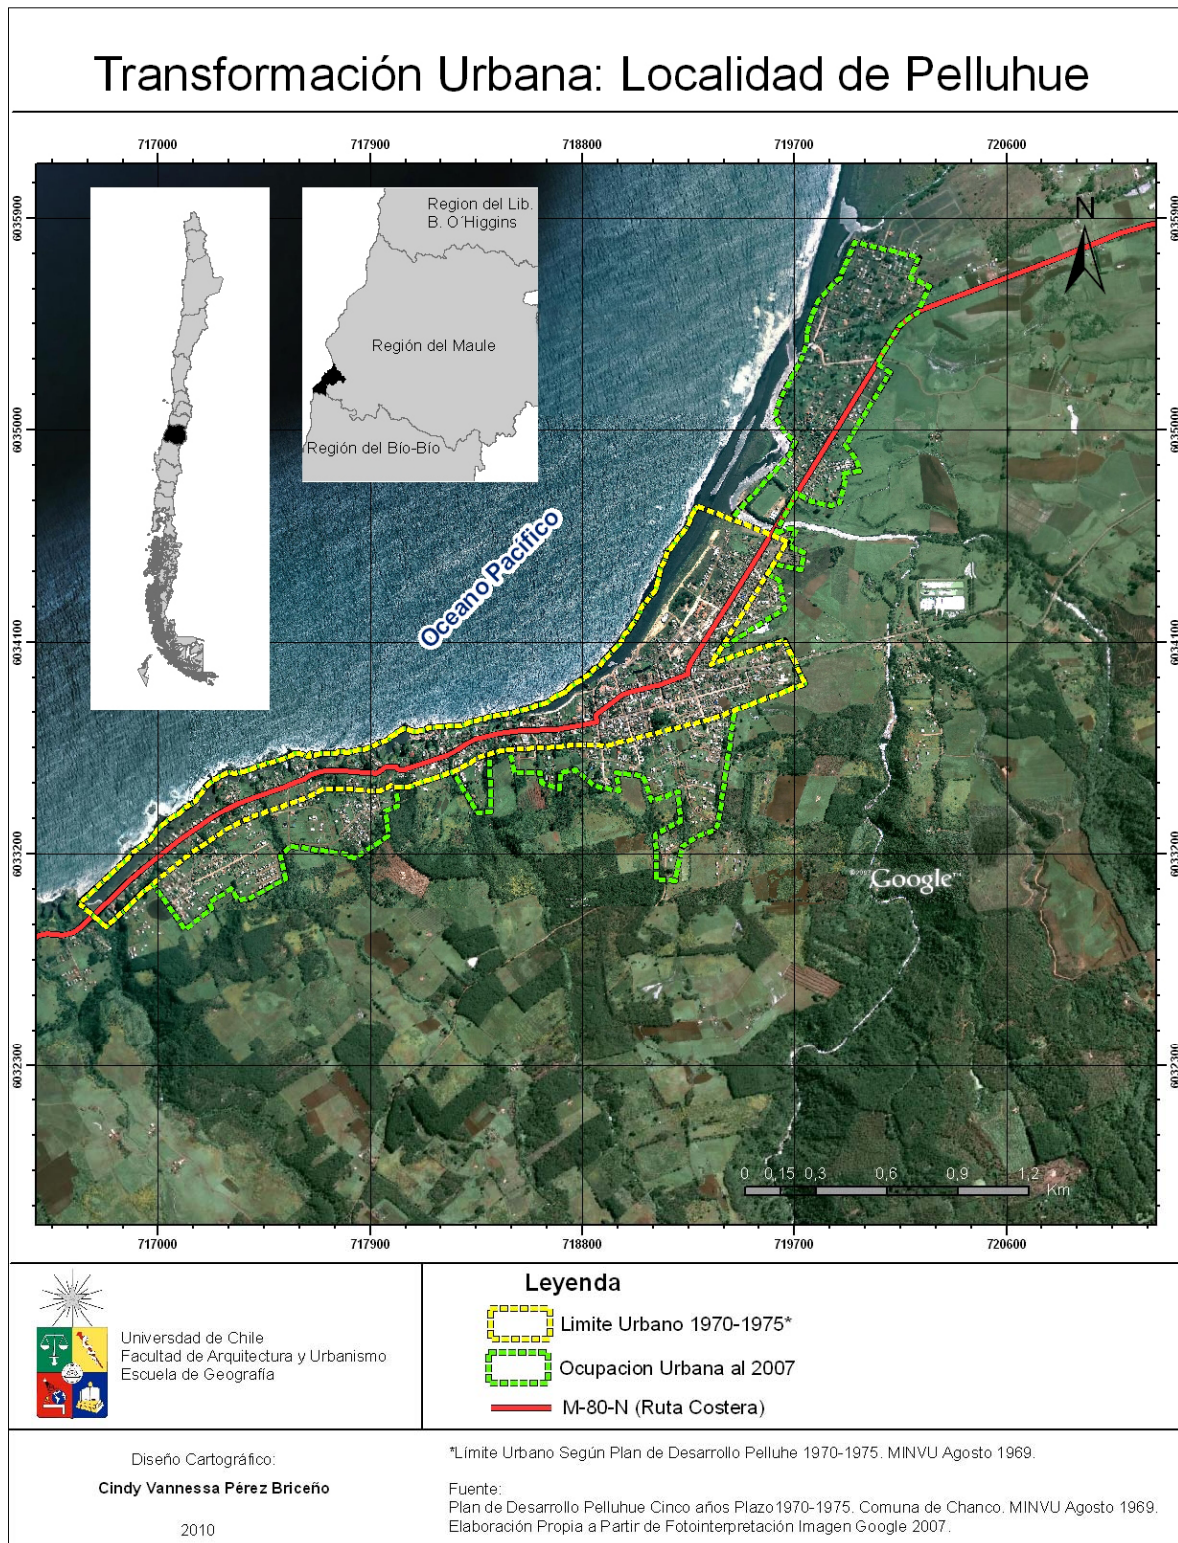 Transformación Urbana: Localidad de Pelluhue
717000
717900
718800
719700
720600
6035900
6035900
Region del Lib.
B. O´Higgins
N
Región del Maule
6035000
6035000
Región del Bío-Bío
Oceano Pacífico
6034100
6034100
6033200
6033200
Google
6032300
6032300
0 0,15 0,3 0,6 0,9 1,2
Km
717000
717900
718800
719700
720600
Leyenda
Limite Urbano 1970-1975*
Ocupacion Urbana al 2007
M-80-N (Ruta Costera)
Universdad de Chile
Facultad de Arquitectura y Urbanismo
Escuela de Geografía
Diseño Cartográfico:
Cindy Vannessa Pérez Briceño
2010
*Límite Urbano Según Plan de Desarrollo Pelluhe 1970-1975. MINVU Agosto 1969.
Fuente:
Plan de Desarrollo Pelluhue Cinco años Plazo1970-1975. Comuna de Chanco. MINVU Agosto 1969.
Elaboración Propia a Partir de Fotointerpretación Imagen Google 2007.